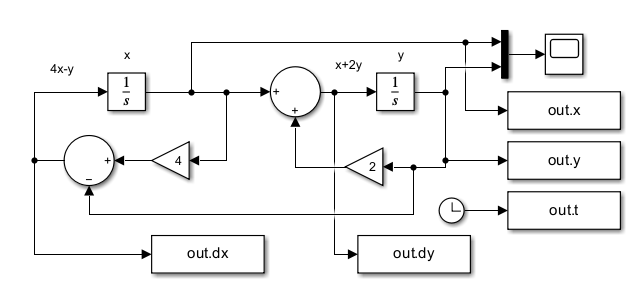 x
x+2y
y
4x-y
1
s
+
+
1
s
out.x
+
−
4
2
out.y
out.t
out.dx
out.dy